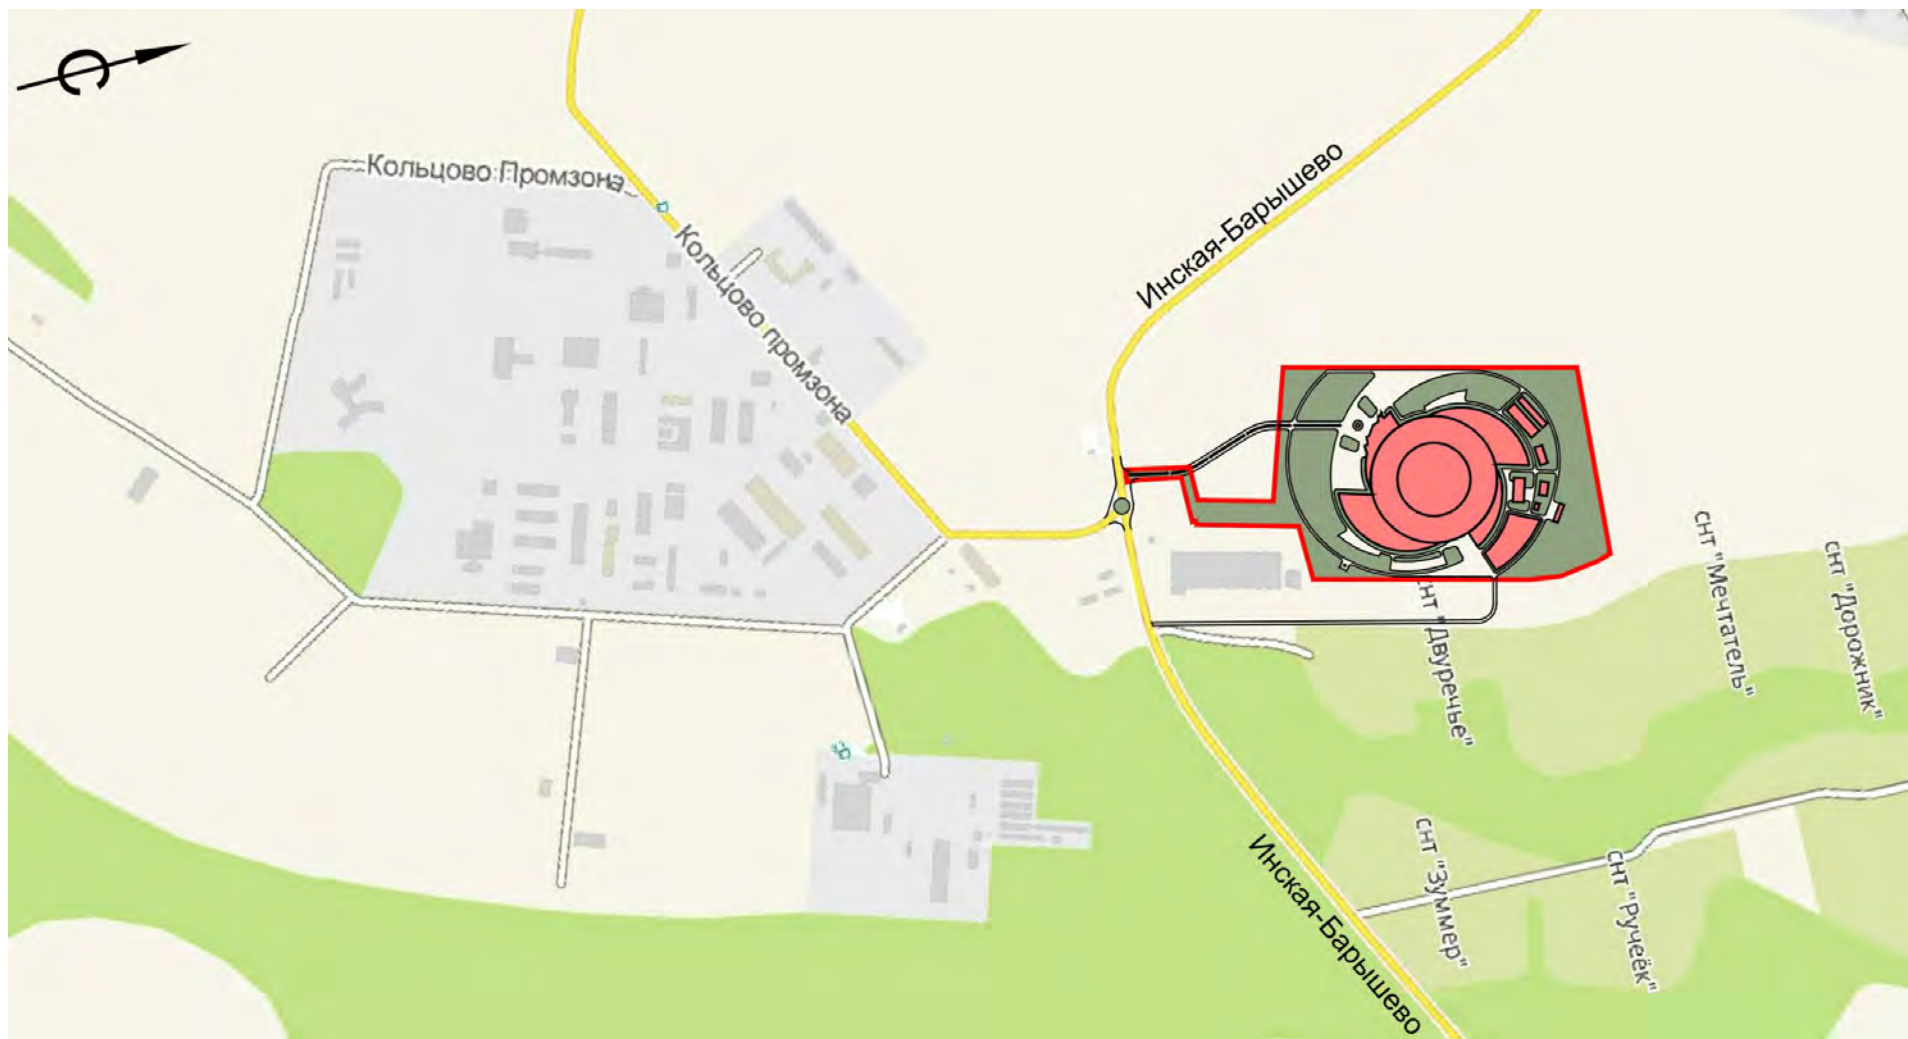 С
Кольцово Промзона
Кольцово промзона
Инская-Барышево
снт "Двуречье"
снт "Мечтатель"
снт "Дорожник"
снт "Зуммер"
снт "Ручеёк"
Инская-Барышево